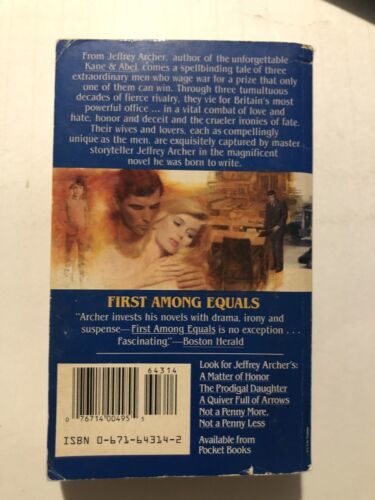 From Jeffrey Archer, author of the unforgettable
Kane & Abel, comes a spellbinding tale of three
extraordinary men who wage war for a prize that only
one of them can win. Through three tumultuous
decades of fierce rivalry, they vie for Britain's most
powerful office . . . in a vital combat of love and
hate, honor and deceit and the crueler ironies of fate.
Their wives and lovers, each as compellingly
unique as the men, are exquisitely captured by master
storyteller Jeffrey Archer in the magnificent
novel he was born to write.
FIRST AMONG EQUALS
"Archer invests his novels with drama, irony and
suspense—First Among Equals is no exception . . .
Fascinating."—Boston Herald
64314
0 76714 00495 5
ISBN 0-671-64314-2
Look for Jeffrey Archer's:
A Matter of Honor
The Prodigal Daughter
A Quiver Full of Arrows
Not a Penny More,
Not a Penny Less
Available from
Pocket Books